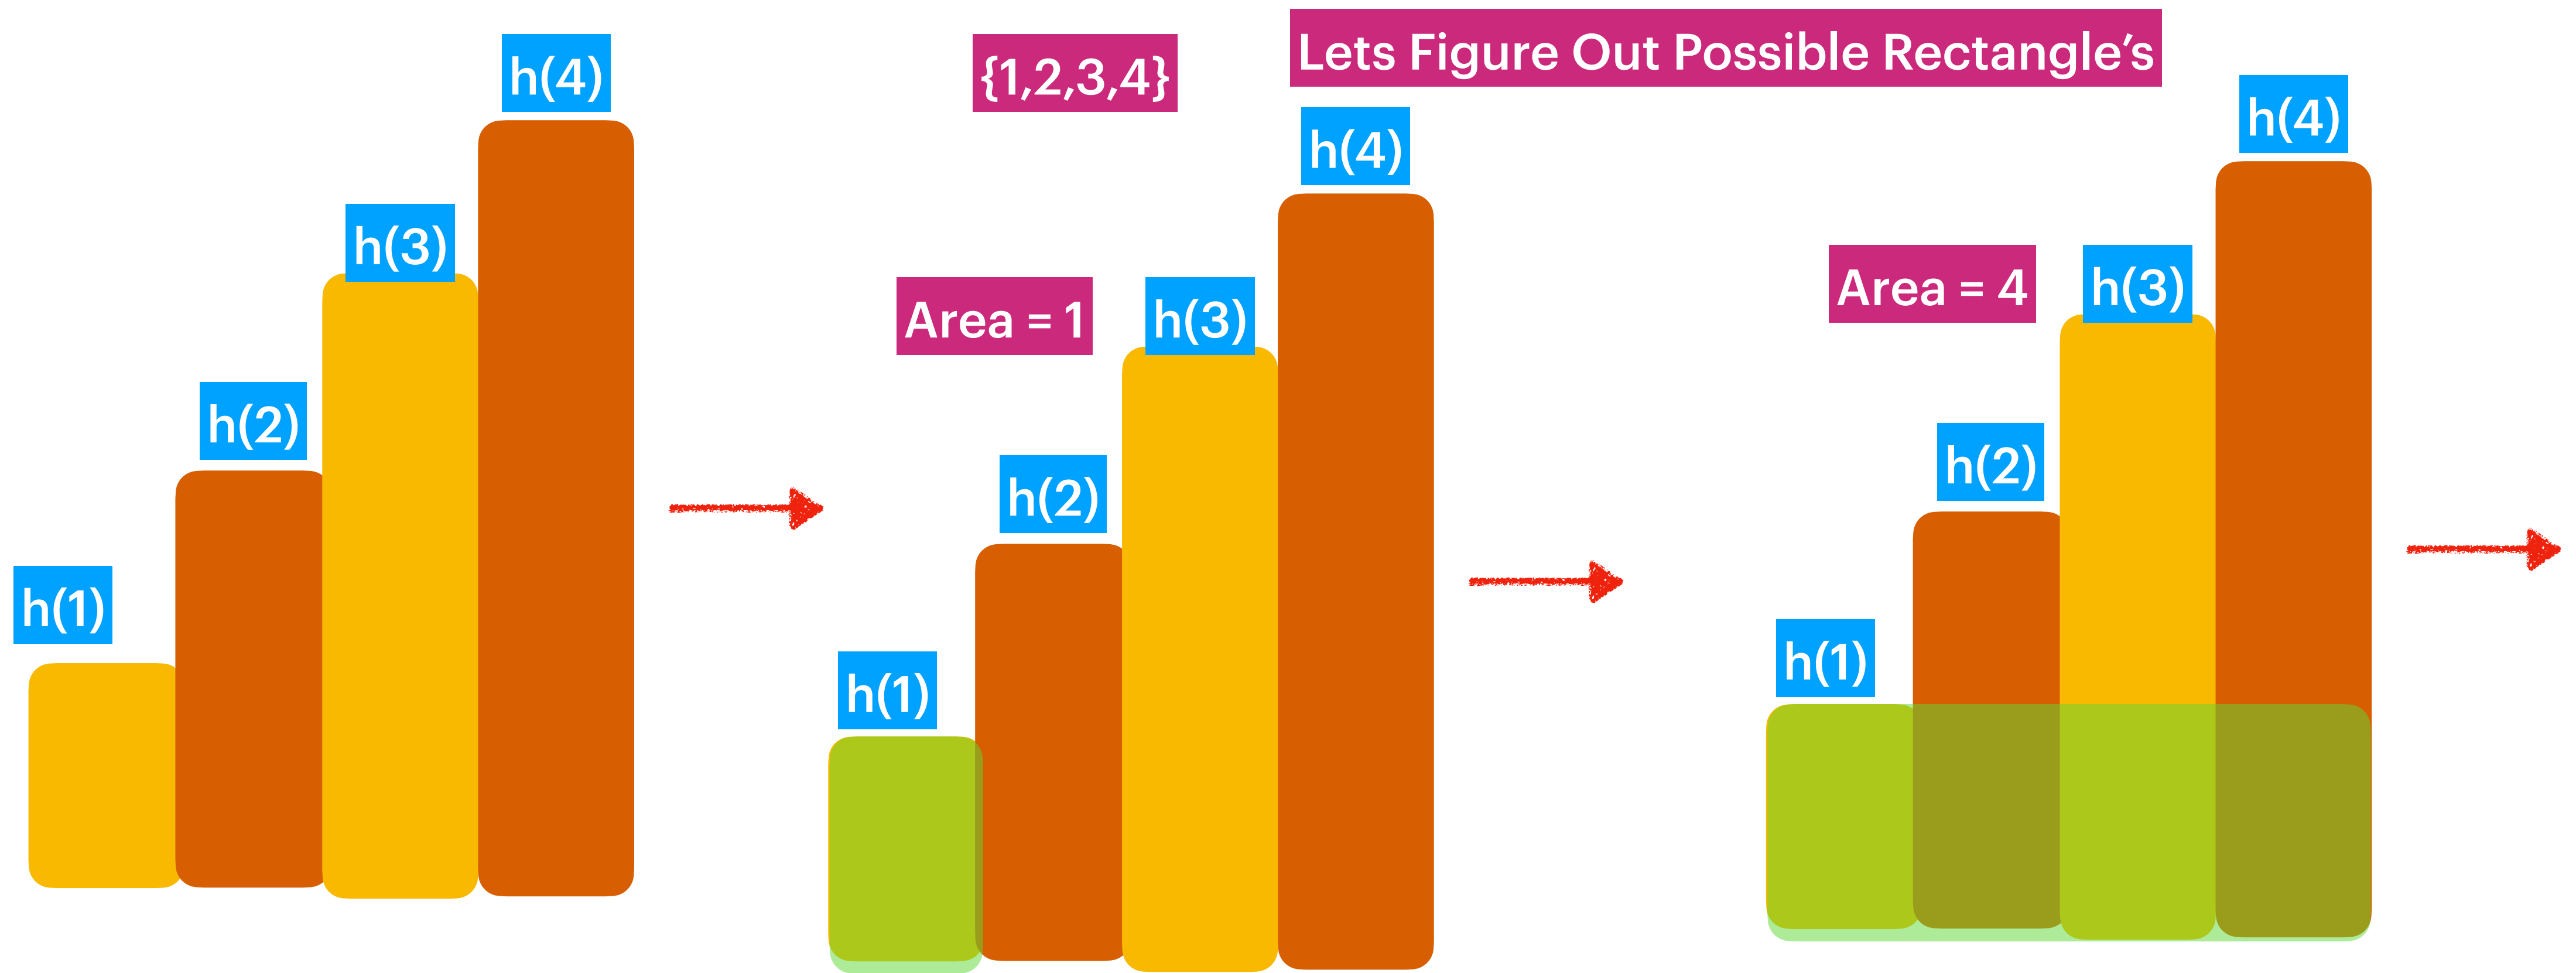 h(4)
h(3)
h(2)
h(1)
{1,2,3,4}
Lets Figure Out Possible Rectangle’s
h(4)
Area = 1
h(3)
h(2)
h(1)
h(4)
Area = 4
h(3)
h(2)
h(1)